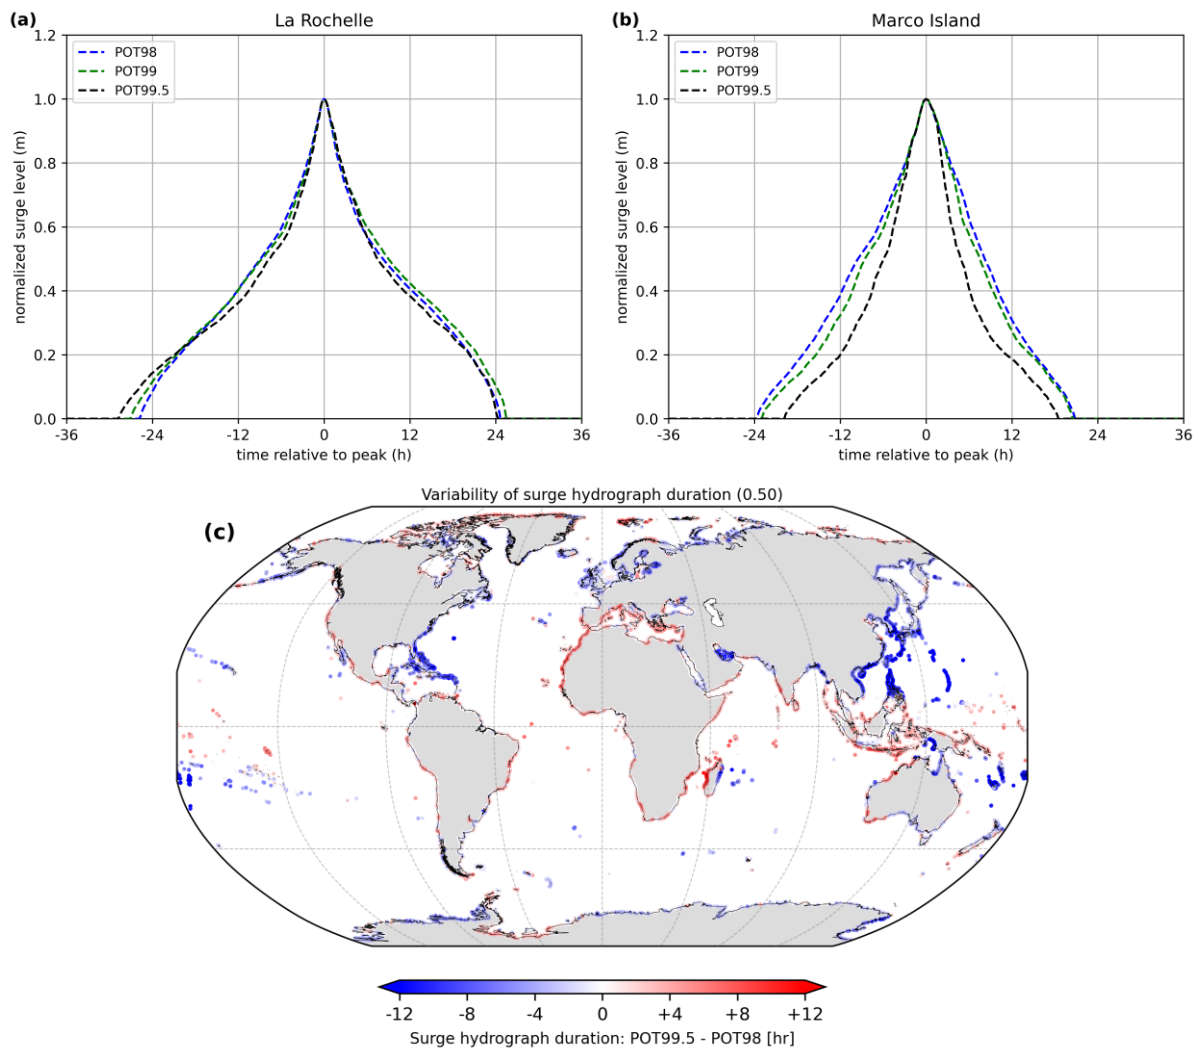 (a) La Rochelle
1.2
1.0
0.8
0.6
0.4
0.2
0.0
normalized surge level (m)
POT98
POT99
POT99.5
-36 -24 -12 0 12 24 36
time relative to peak (h)
(b) Marco Island
1.2
1.0
0.8
0.6
0.4
0.2
0.0
normalized surge level (m)
POT98
POT99
POT99.5
-36 -24 -12 0 12 24 36
time relative to peak (h)
Variability of surge hydrograph duration (0.50)
(c)
-12 -8 -4 0 +4 +8 +12
Surge hydrograph duration: POT99.5 - POT98 [hr]